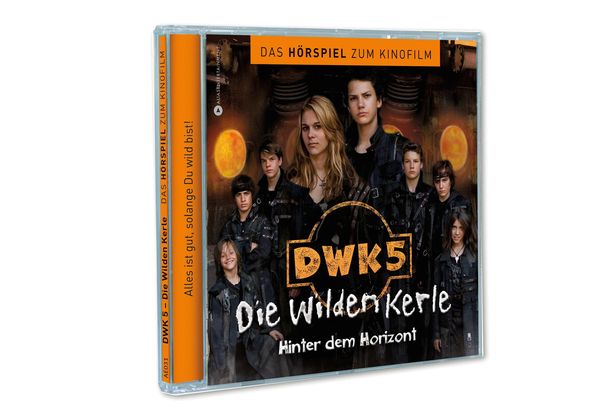 DAS HÖRSPIEL ZUM KINOFILM
DWK5
Die Wilden Kerle
Hinter dem Horizont
Alles ist gut, solange Du wild bist!
AE031 DWK 5 – Die Wilden Kerle DAS HÖRSPIEL ZUM KINOFILM